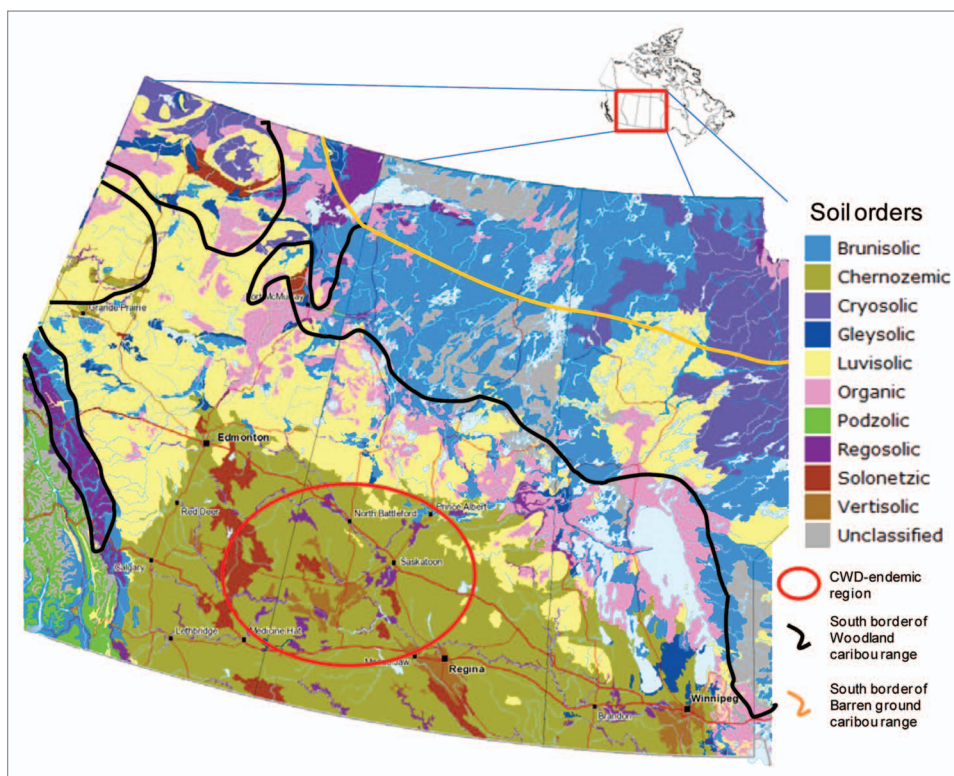 Soil orders
Brunisolic
Chernozemic
Cryosolic
Gleysolic
Luvisolic
Organic
Podzolic
Regosolic
Solonetzic
Vertisolic
Unclassified
CWD-endemic
region
South border of
Woodland
caribou range
South border of
Barren ground
caribou range
Grande Prairie
Edmonton
Red Deer
North Battleford
Prince Albert
Calgary
Saskatoon
Lethbridge
Medicine Hat
Regina
Brandon
Winnipeg